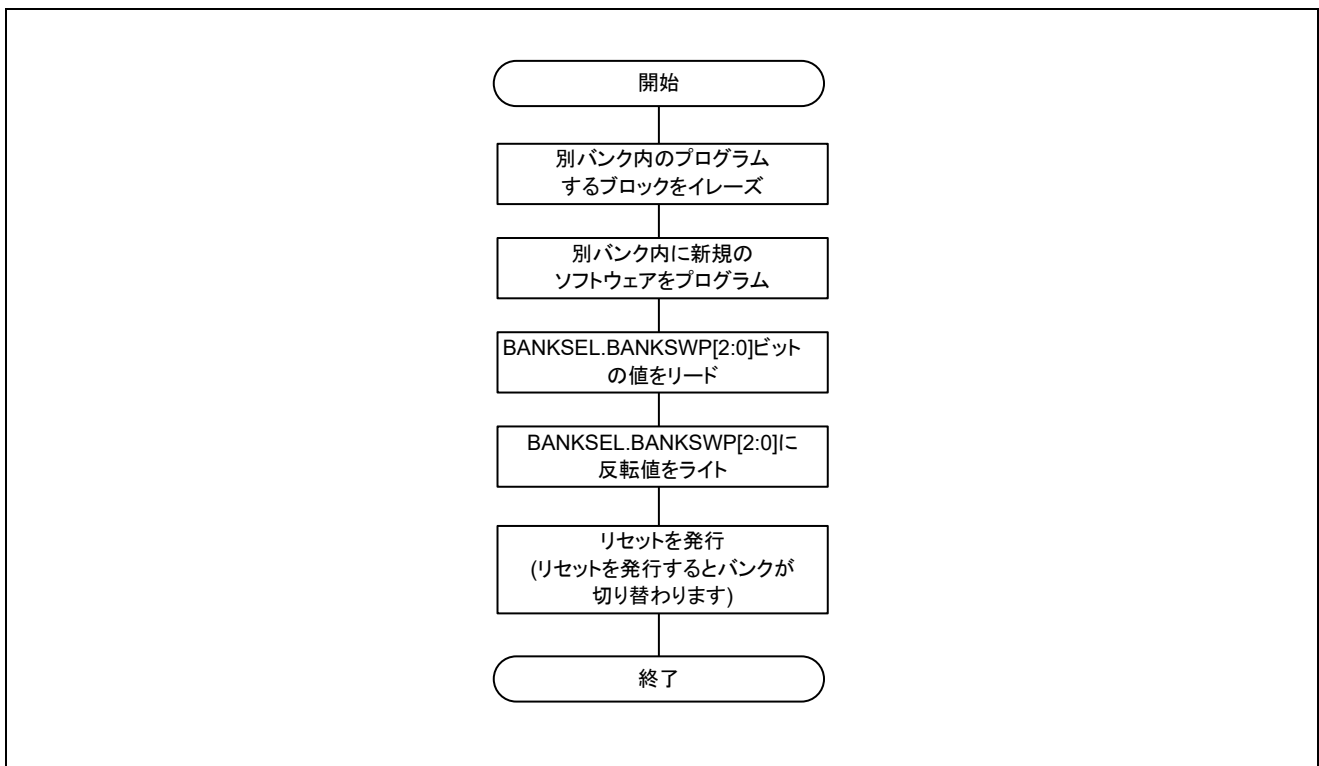 開始
別バンク内のプログラム
するブロックをイレーズ
別バンク内に新規の
ソフトウェアをプログラム
BANKSEL.BANKSWP[2:0]ビット
の値をリード
BANKSEL.BANKSWP[2:0]に
反転値をライト
リセットを発行
(リセットを発行するとバンクが
切り替わります)
終了